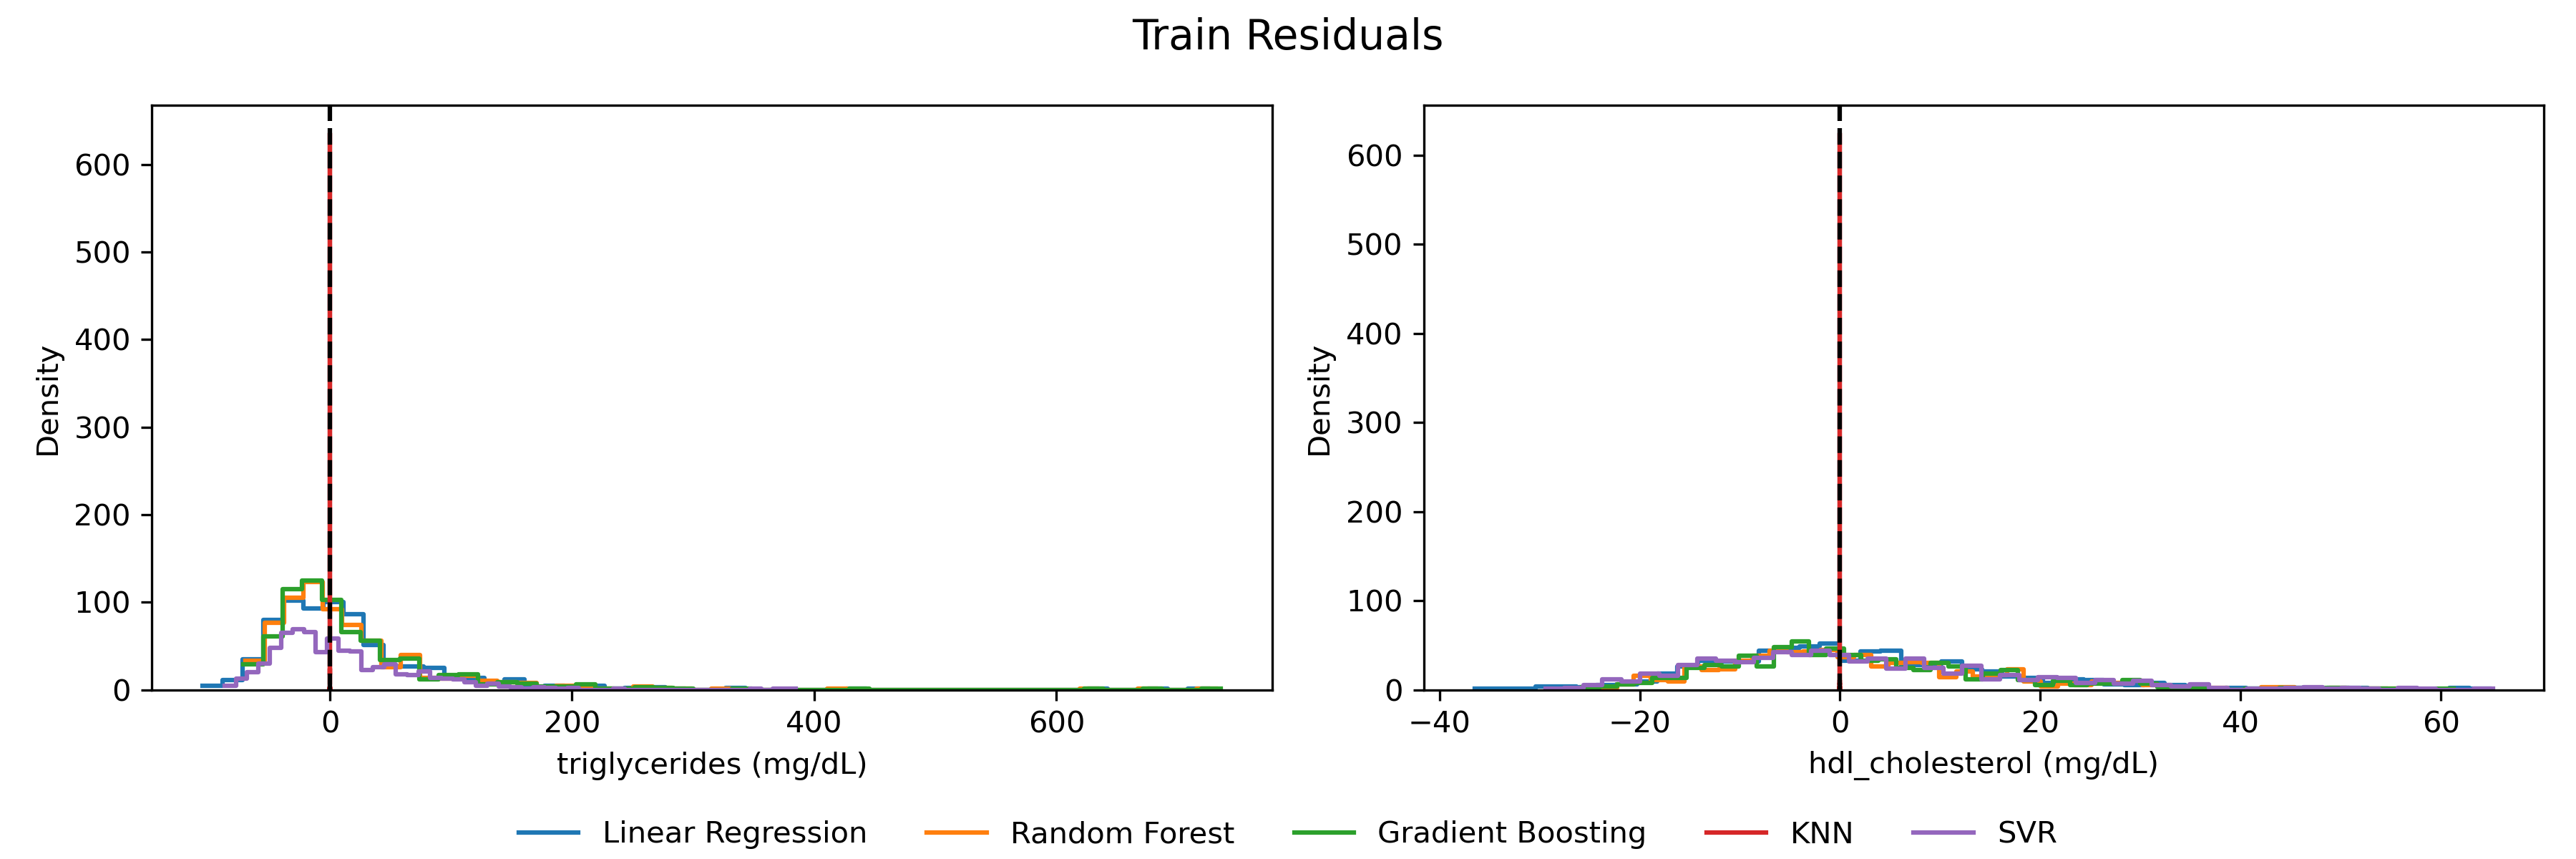 Train Residuals
600
500
400
300
200
100
0
Density
0
200
400
600
triglycerides (mg/dL)
600
500
400
300
200
100
0
Density
−40
−20
0
20
40
60
hdl_cholesterol (mg/dL)
Linear Regression
Random Forest
Gradient Boosting
KNN
SVR